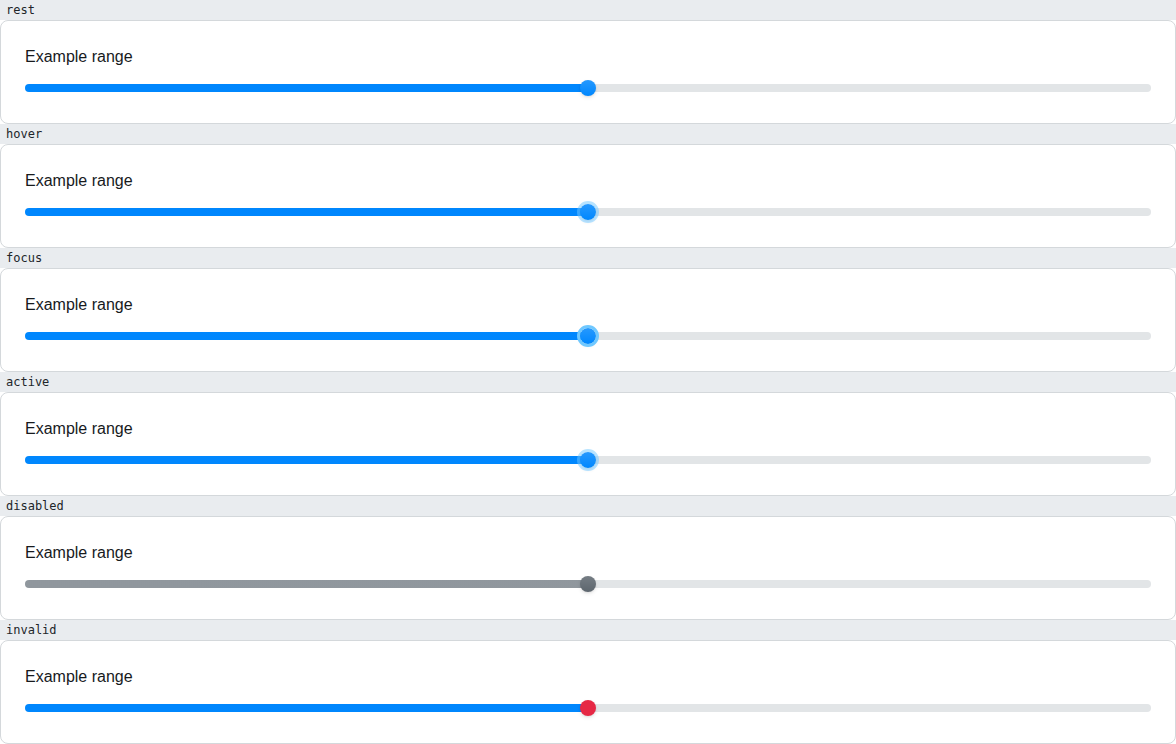 rest
Example range
hover
Example range
focus
Example range
active
Example range
disabled
Example range
invalid
Example range